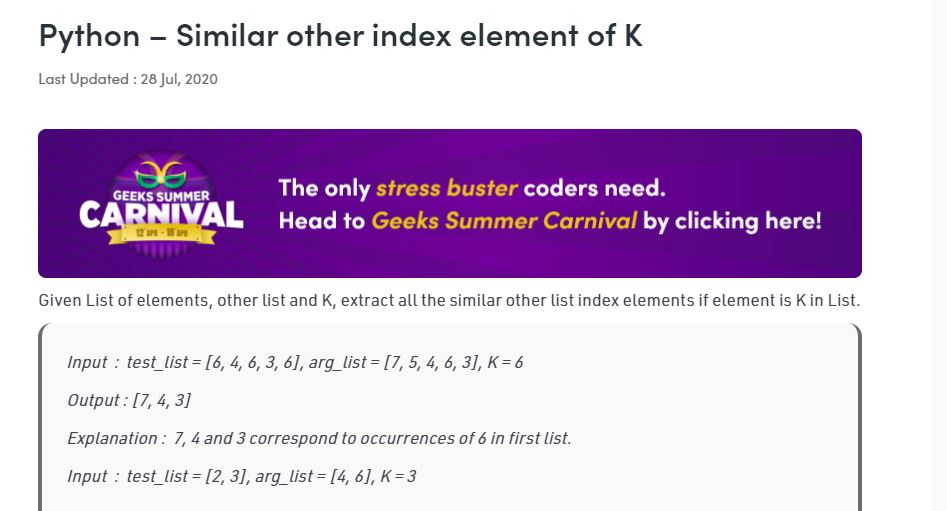 Python – Similar other index element of K
Last Updated : 28 Jul, 2020
GEEKS SUMMER
CARNIVAL
12 APR - 18 APR
The only stress buster coders need.
Head to Geeks Summer Carnival by clicking here!
Given List of elements, other list and K, extract all the similar other list index elements if element is K in List.
Input  :  test_list = [6, 4, 6, 3, 6], arg_list = [7, 5, 4, 6, 3], K = 6
Output : [7, 4, 3]
Explanation :  7, 4 and 3 correspond to occurrences of 6 in first list.
Input  :  test_list = [2, 3], arg_list = [4, 6], K = 3